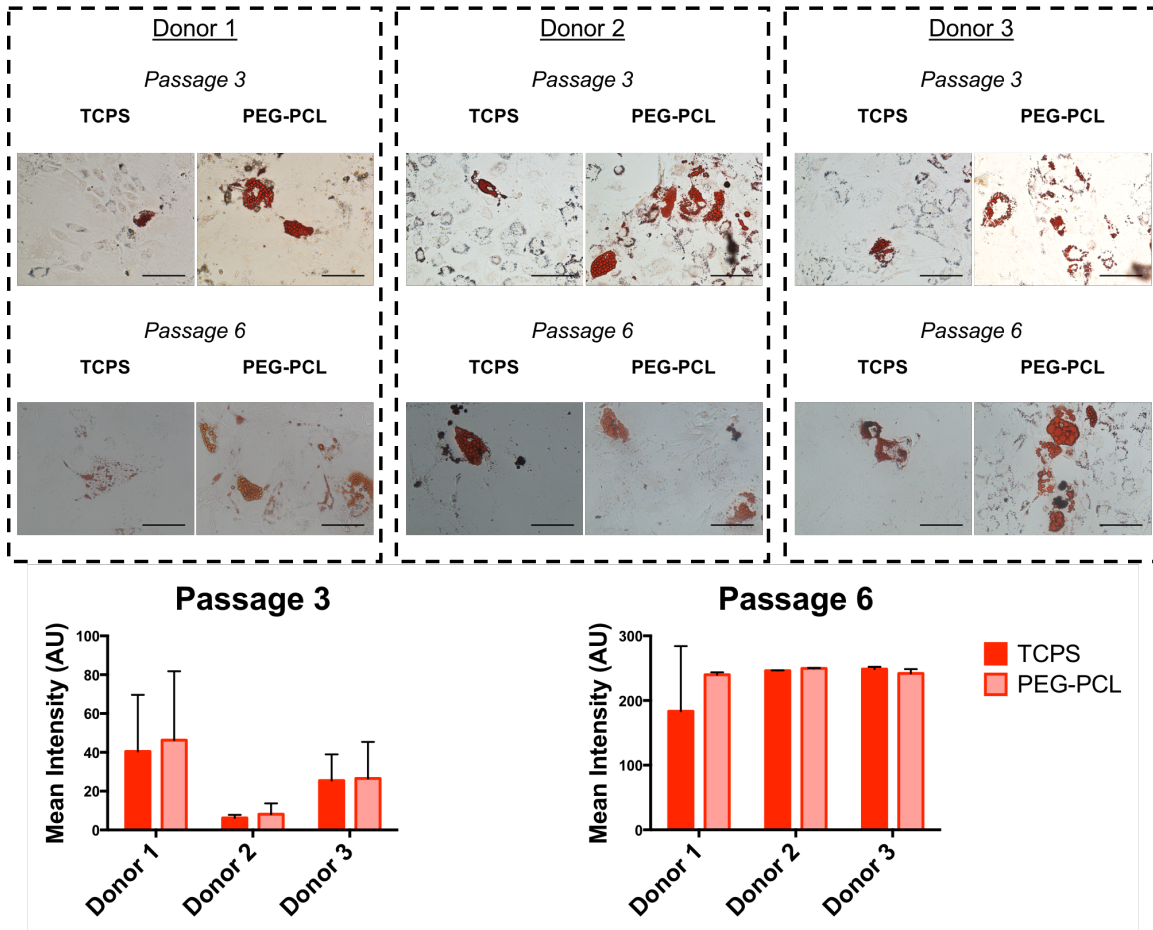 Donor 1
Passage 3
TCPS PEG-PCL
Passage 6
TCPS PEG-PCL
Donor 2
Passage 3
TCPS PEG-PCL
Passage 6
TCPS PEG-PCL
Donor 3
Passage 3
TCPS PEG-PCL
Passage 6
TCPS PEG-PCL
Passage 3
Mean Intensity (AU)
100
80
60
40
20
0
Donor 1
Donor 2
Donor 3
Passage 6
Mean Intensity (AU)
300
200
100
0
Donor 1
Donor 2
Donor 3
TCPS
PEG-PCL